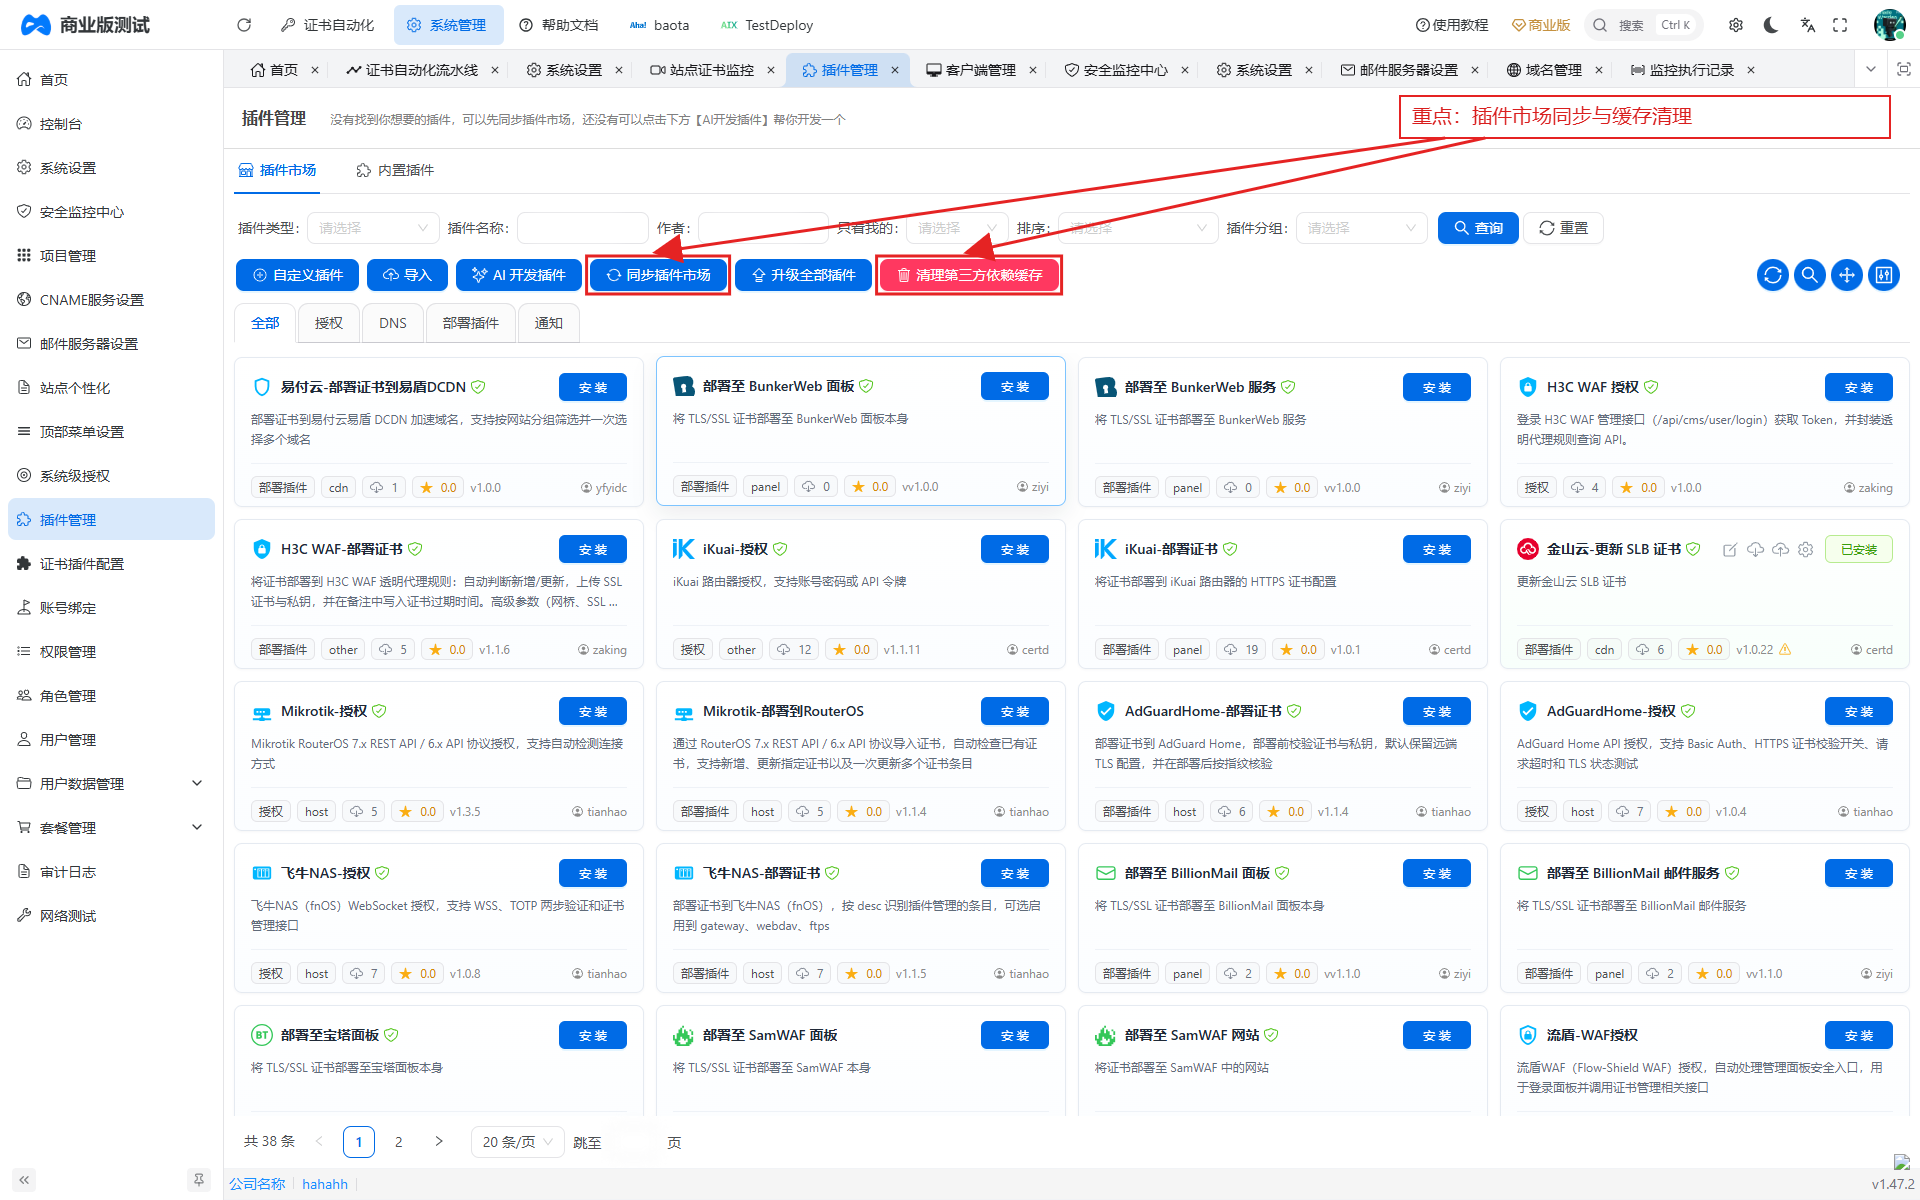 商业版测试
证书自动化
系统管理
帮助文档
Aha! baota
AIX TestDeploy
使用教程
商业版
搜索 Ctrl K
首页
证书自动化流水线
系统设置
站点证书监控
插件管理
客户端管理
安全监控中心
系统设置
邮件服务器设置
域名管理
监控执行记录
首页
控制台
系统设置
安全监控中心
项目管理
CNAME服务设置
邮件服务器设置
站点个性化
顶部菜单设置
系统级授权
插件管理
证书插件配置
账号绑定
权限管理
角色管理
用户管理
用户数据管理
套餐管理
审计日志
网络测试
插件管理 没有找到你想要的插件，可以先同步插件市场，还没有可以点击下方【AI开发插件】帮你开发一个
重点：插件市场同步与缓存清理
插件市场 内置插件
插件类型： 请选择 插件名称： 作者： 只看我的： 请选择 排序： 请选择 插件分组： 请选择 查询 重置
自定义插件 导入 AI 开发插件 同步插件市场 升级全部插件 清理第三方依赖缓存
全部 授权 DNS 部署插件 通知
易付云-部署证书到易盾DCDN 安 装
部署证书到易付云易盾 DCDN 加速域名，支持按网站分组筛选并一次选
择多个域名
部署插件 cdn 1 0.0 v1.0.0 yfyidc
部署至 BunkerWeb 面板 安 装
将 TLS/SSL 证书部署至 BunkerWeb 面板本身
部署插件 panel 0 0.0 vv1.0.0 ziyi
部署至 BunkerWeb 服务 安 装
将 TLS/SSL 证书部署至 BunkerWeb 服务
部署插件 panel 0 0.0 vv1.0.0 ziyi
H3C WAF 授权 安 装
登录 H3C WAF 管理接口（/api/cms/user/login）获取 Token，并封装透
明代理规则查询 API。
授权 4 0.0 v1.0.0 zaking
H3C WAF-部署证书 安 装
将证书部署到 H3C WAF 透明代理规则：自动判断新增/更新，上传 SSL
证书与私钥，并在备注中写入证书过期时间。高级参数（网桥、SSL ...
部署插件 other 5 0.0 v1.1.6 zaking
iKuai-授权 安 装
iKuai 路由器授权，支持账号密码或 API 令牌
授权 other 12 0.0 v1.1.11 certd
iKuai-部署证书 安 装
将证书部署到 iKuai 路由器的 HTTPS 证书配置
部署插件 panel 19 0.0 v1.0.1 certd
金山云-更新 SLB 证书 已安装
更新金山云 SLB 证书
部署插件 cdn 6 0.0 v1.0.22 certd
Mikrotik-授权 安 装
Mikrotik RouterOS 7.x REST API / 6.x API 协议授权，支持自动检测连接
方式
授权 host 5 0.0 v1.3.5 tianhao
Mikrotik-部署到RouterOS 安 装
通过 RouterOS 7.x REST API / 6.x API 协议导入证书，自动检查已有证
书，支持新增、更新指定证书以及一次更新多个证书条目
部署插件 host 5 0.0 v1.1.4 tianhao
AdGuardHome-部署证书 安 装
部署证书到 AdGuard Home，部署前校验证书与私钥，默认保留远端
TLS 配置，并在部署后按指纹核验
部署插件 host 6 0.0 v1.1.4 tianhao
AdGuardHome-授权 安 装
AdGuard Home API 授权，支持 Basic Auth、HTTPS 证书校验开关、请
求超时和 TLS 状态测试
授权 host 7 0.0 v1.0.4 tianhao
飞牛NAS-授权 安 装
飞牛NAS（fnOS）WebSocket 授权，支持 WSS、TOTP 两步验证和证书
管理接口
授权 host 7 0.0 v1.0.8 tianhao
飞牛NAS-部署证书 安 装
部署证书到飞牛NAS（fnOS），按 desc 识别插件管理的条目，可选启
用到 gateway、webdav、ftps
部署插件 host 7 0.0 v1.1.5 tianhao
部署至 BillionMail 面板 安 装
将 TLS/SSL 证书部署至 BillionMail 面板本身
部署插件 panel 2 0.0 vv1.1.0 ziyi
部署至 BillionMail 邮件服务 安 装
将 TLS/SSL 证书部署至 BillionMail 邮件服务
部署插件 panel 2 0.0 vv1.1.0 ziyi
BT 部署至宝塔面板 安 装
将 TLS/SSL 证书部署至宝塔面板本身
部署至 SamWAF 面板 安 装
将 TLS/SSL 证书部署至 SamWAF 本身
部署至 SamWAF 网站 安 装
将证书部署至 SamWAF 中的网站
流盾-WAF授权 安 装
流盾WAF（Flow-Shield WAF）授权，自动处理管理面板安全入口，用
于登录面板并调用证书管理相关接口
共 38 条 1 2 20 条/页 跳至 页
公司名称 hahahh
v1.47.2